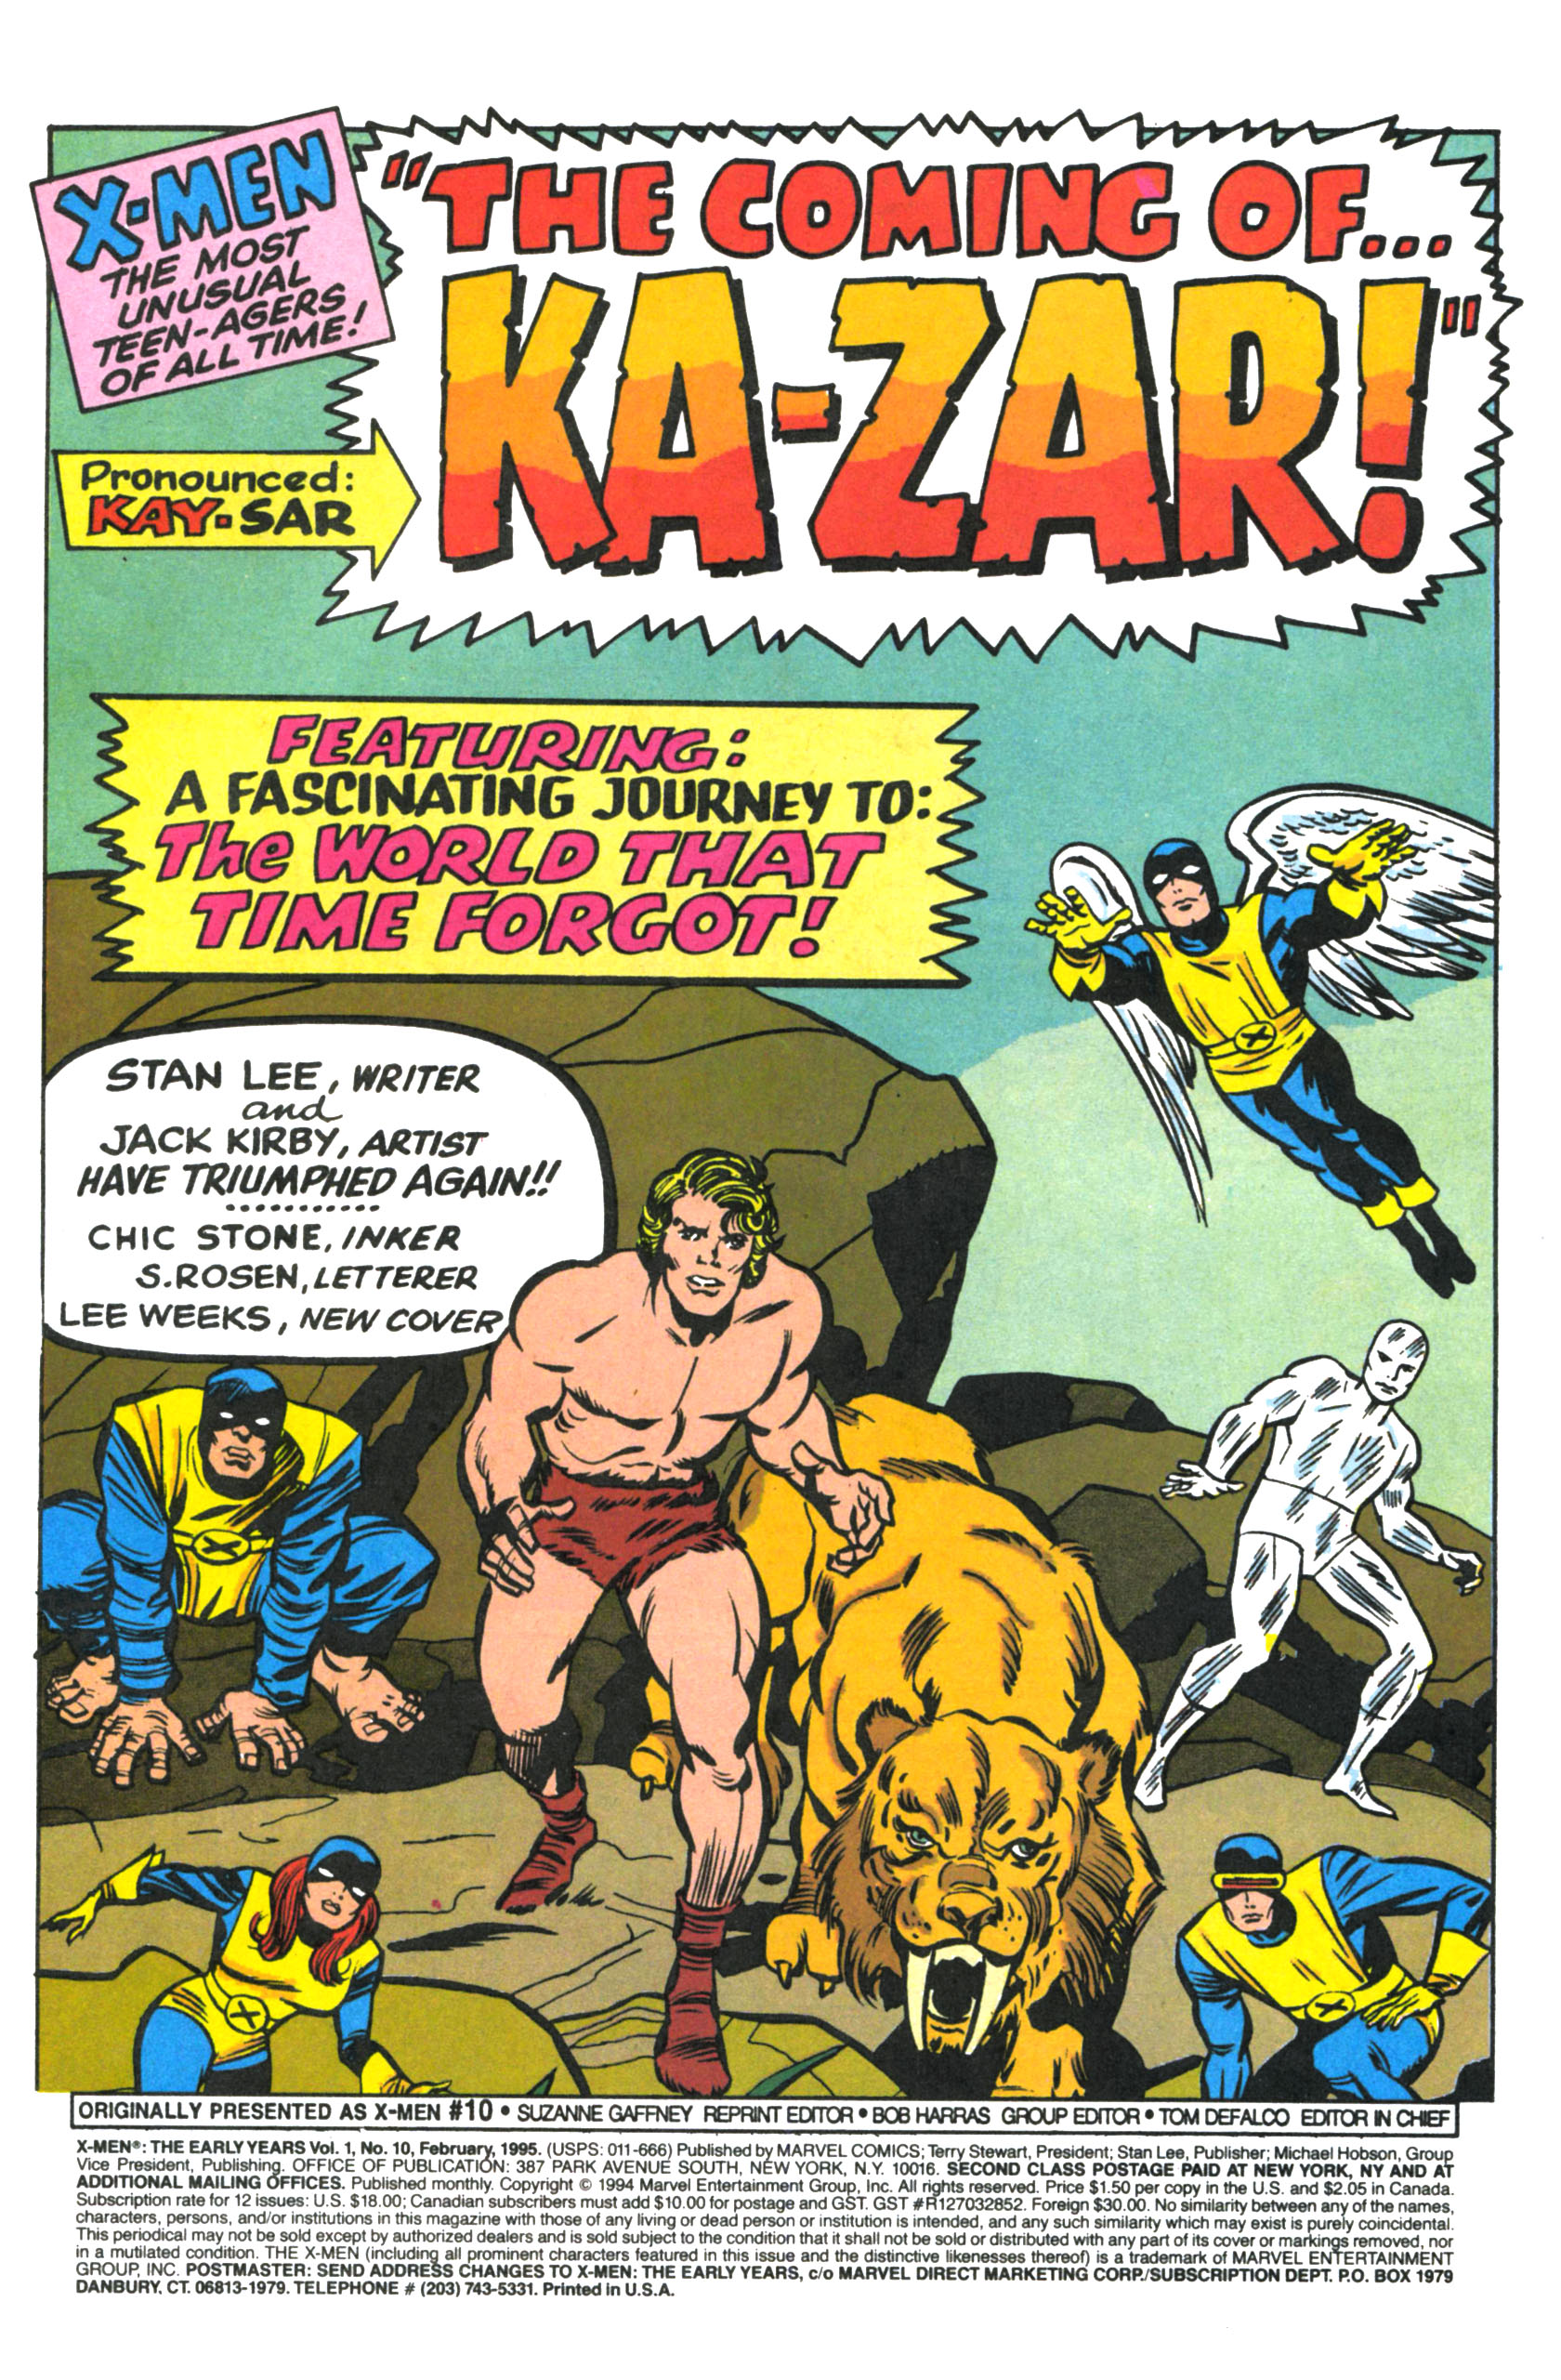 X-MEN
THE MOST
UNUSUAL
TEEN-AGERS
OF ALL TIME!
"THE COMING OF...
KA-ZAR!"
Pronounced:
KAY-SAR
FEATURING:
A FASCINATING JOURNEY TO:
The WORLD THAT
TIME FORGOT!
STAN LEE, WRITER
and
JACK KIRBY, ARTIST
HAVE TRIUMPHED AGAIN!!
CHIC STONE, INKER
S. ROSEN, LETTERER
LEE WEEKS, NEW COVER
ORIGINALLY PRESENTED AS X-MEN #10 • SUZANNE GAFFNEY REPRINT EDITOR • BOB HARRAS GROUP EDITOR • TOM DEFALCO EDITOR IN CHIEF
X-MEN®: THE EARLY YEARS Vol. 1, No. 10, February, 1995. (USPS: 011-666) Published by MARVEL COMICS; Terry Stewart, President; Stan Lee, Publisher; Michael Hobson, Group
Vice President, Publishing. OFFICE OF PUBLICATION: 387 PARK AVENUE SOUTH, NEW YORK, N.Y. 10016. SECOND CLASS POSTAGE PAID AT NEW YORK, NY AND AT
ADDITIONAL MAILING OFFICES. Published monthly. Copyright © 1994 Marvel Entertainment Group, Inc. All rights reserved. Price $1.50 per copy in the U.S. and $2.05 in Canada.
Subscription rate for 12 issues: U.S. $18.00; Canadian subscribers must add $10.00 for postage and GST. GST #R127032852. Foreign $30.00. No similarity between any of the names,
characters, persons, and/or institutions in this magazine with those of any living or dead person or institution is intended, and any such similarity which may exist is purely coincidental.
This periodical may not be sold except by authorized dealers and is sold subject to the condition that it shall not be sold or distributed with any part of its cover or markings removed, nor
in a mutilated condition. THE X-MEN (including all prominent characters featured in this issue and the distinctive likenesses thereof) is a trademark of MARVEL ENTERTAINMENT
GROUP, INC. POSTMASTER: SEND ADDRESS CHANGES TO X-MEN: THE EARLY YEARS, c/o MARVEL DIRECT MARKETING CORP./SUBSCRIPTION DEPT. P.O. BOX 1979
DANBURY, CT. 06813-1979. TELEPHONE # (203) 743-5331. Printed in U.S.A.